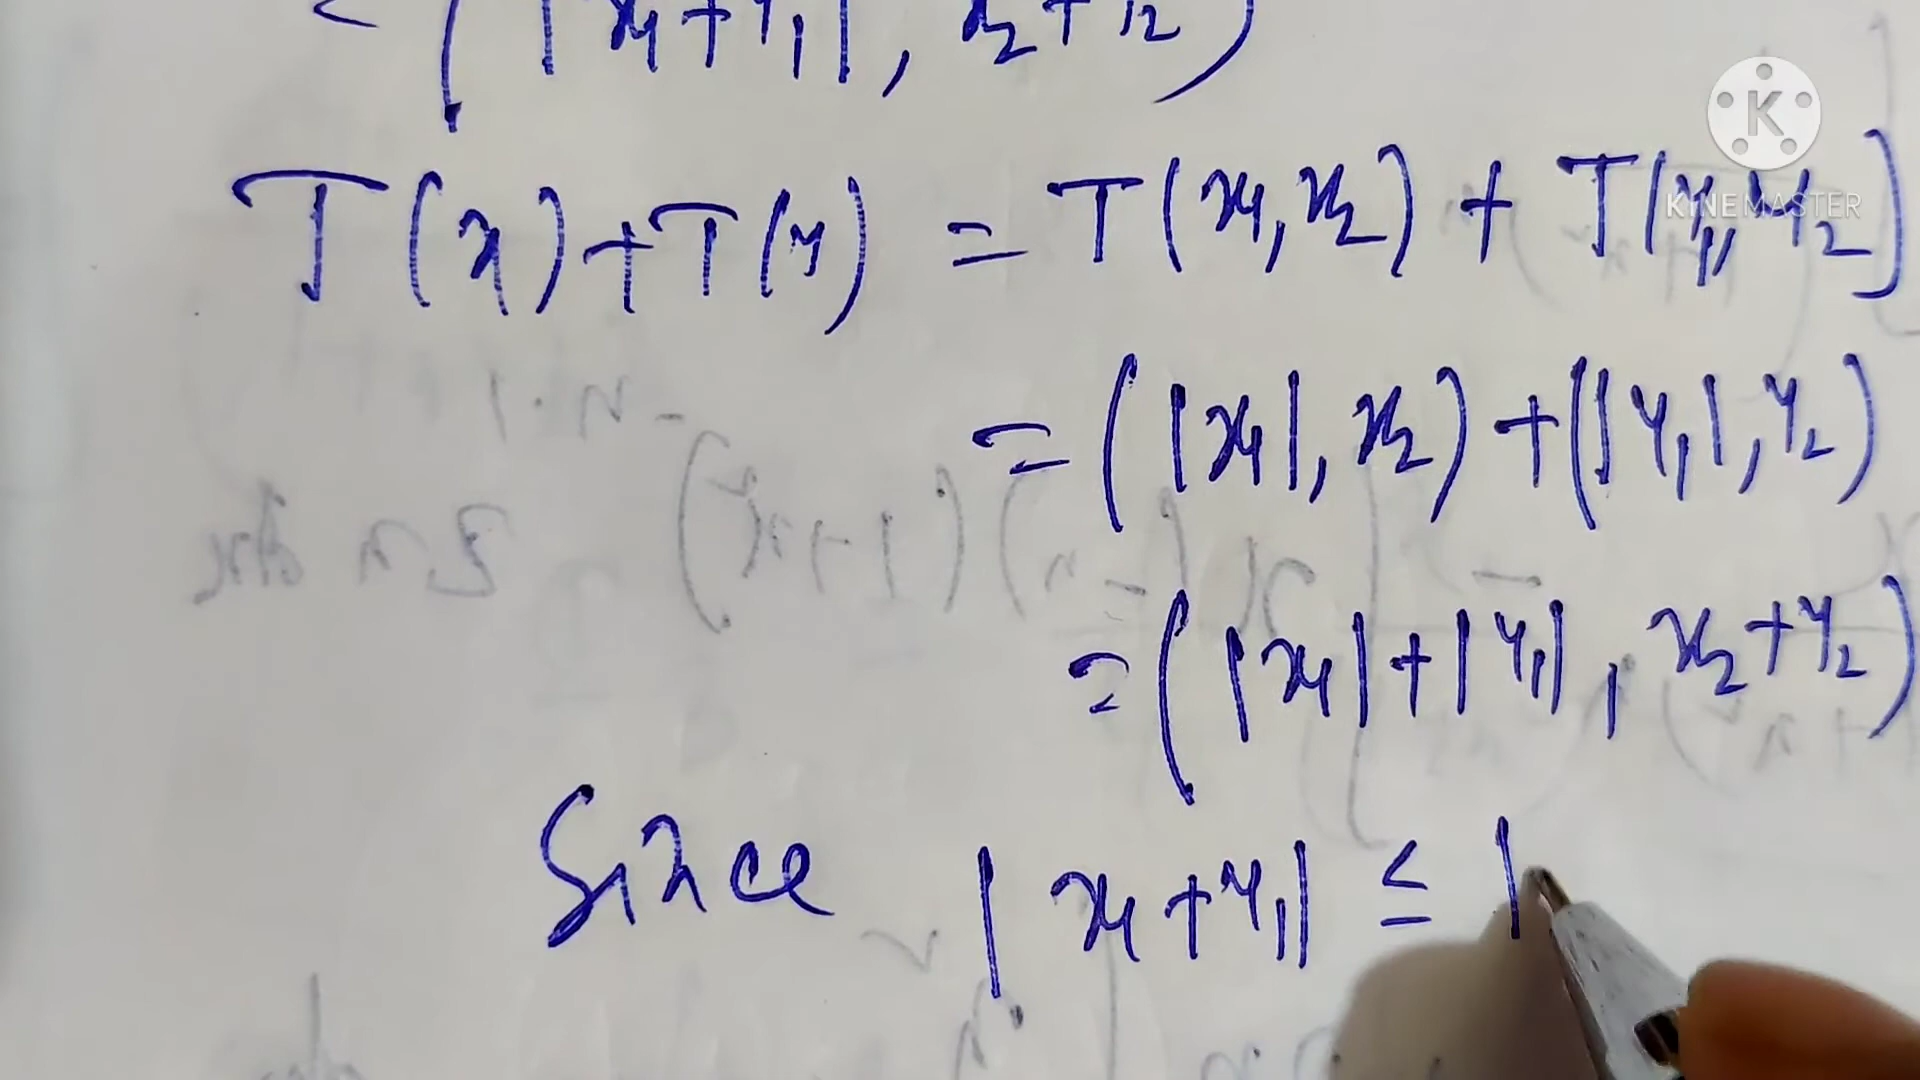 = (|x₁+y₁|, x₂+y₂)
T(x)+T(y) = T(x₁,x₂) + T(y₁,y₂)
K
KINEMASTER
= (|x₁|, x₂) + (|y₁|, y₂)
= (|x₁|+|y₁|, x₂+y₂)
Since |x₁+y₁| ≤ |